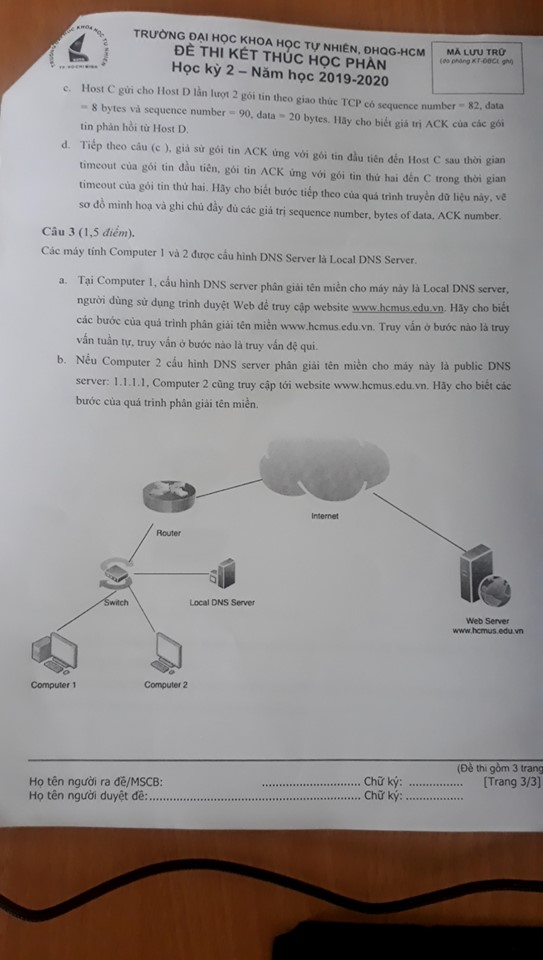 TRƯỜNG ĐẠI HỌC KHOA HỌC TỰ NHIÊN, ĐHQG-HCM
ĐỀ THI KẾT THÚC HỌC PHẦN
Học kỳ 2 – Năm học 2019-2020
MÃ LƯU TRỮ
(do phòng KT-ĐBCL ghi)
c. Host C gửi cho Host D lần lượt 2 gói tin theo giao thức TCP có sequence number = 82, data
= 8 bytes và sequence number = 90, data = 20 bytes. Hãy cho biết giá trị ACK của các gói
tin phản hồi từ Host D.
d. Tiếp theo câu (c ), giả sử gói tin ACK ứng với gói tin đầu tiên đến Host C sau thời gian
timeout của gói tin đầu tiên, gói tin ACK ứng với gói tin thứ hai đến C trong thời gian
timeout của gói tin thứ hai. Hãy cho biết bước tiếp theo của quá trình truyền dữ liệu này, vẽ
sơ đồ minh hoạ và ghi chú đầy đủ các giá trị sequence number, bytes of data, ACK number.
Câu 3 (1,5 điểm).
Các máy tính Computer 1 và 2 được cấu hình DNS Server là Local DNS Server.
a. Tại Computer 1, cấu hình DNS server phân giải tên miền cho máy này là Local DNS server,
người dùng sử dụng trình duyệt Web để truy cập website www.hcmus.edu.vn. Hãy cho biết
các bước của quá trình phân giải tên miền www.hcmus.edu.vn. Truy vấn ở bước nào là truy
vấn tuần tự, truy vấn ở bước nào là truy vấn đệ qui.
b. Nếu Computer 2 cấu hình DNS server phân giải tên miền cho máy này là public DNS
server: 1.1.1.1, Computer 2 cũng truy cập tới website www.hcmus.edu.vn. Hãy cho biết các
bước của quá trình phân giải tên miền.
Internet
Router
Switch
Local DNS Server
Web Server
www.hcmus.edu.vn
Computer 1
Computer 2
(Đề thi gồm 3 trang
Họ tên người ra đề/MSCB: ............................ Chữ ký: ................ [Trang 3/3]
Họ tên người duyệt đề:............................................................. Chữ ký: .................